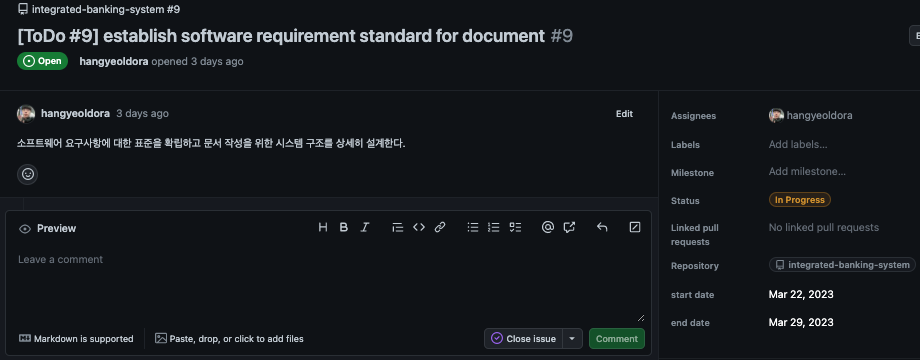 integrated-banking-system #9
[ToDo #9] establish software requirement standard for document #9
Open hangyeoldora opened 3 days ago
hangyeoldora 3 days ago Edit
소프트웨어 요구사항에 대한 표준을 확립하고 문서 작성을 위한 시스템 구조를 상세히 설계한다.
Preview H B I
Leave a comment
Markdown is supported Paste, drop, or click to add files Close issue Comment
Assignees hangyeoldora
Labels Add labels...
Milestone Add milestone...
Status In Progress
Linked pull requests No linked pull requests
Repository integrated-banking-system
start date Mar 22, 2023
end date Mar 29, 2023